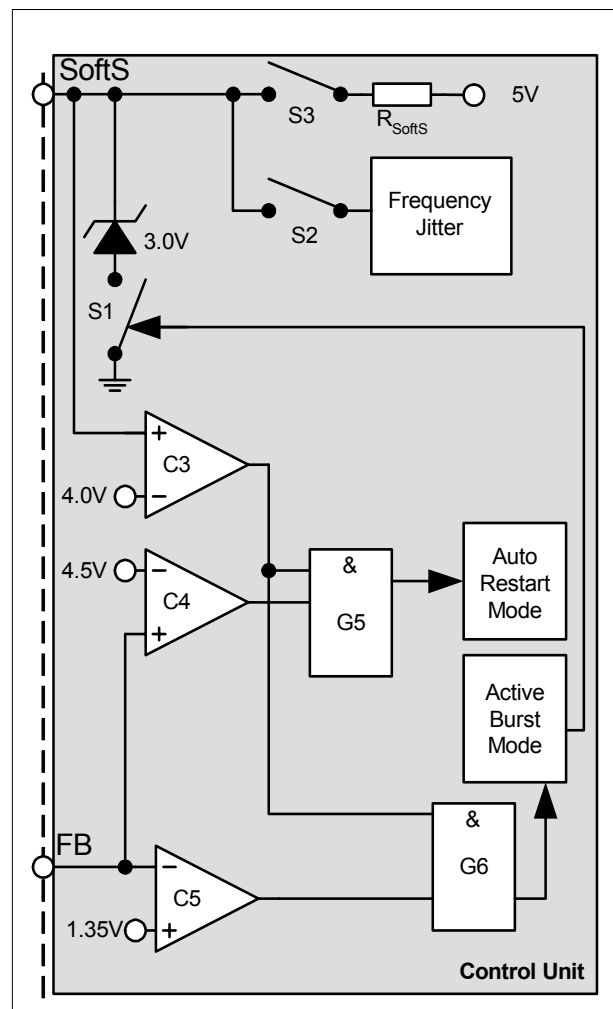 SoftS
5V
S3
R_SoftS
Frequency
Jitter
S2
3.0V
S1
+
C3
4.0V
–
4.5V
–
C4
+
&
G5
Auto
Restart
Mode
Active
Burst
Mode
&
G6
FB
–
C5
1.35V
+
Control Unit